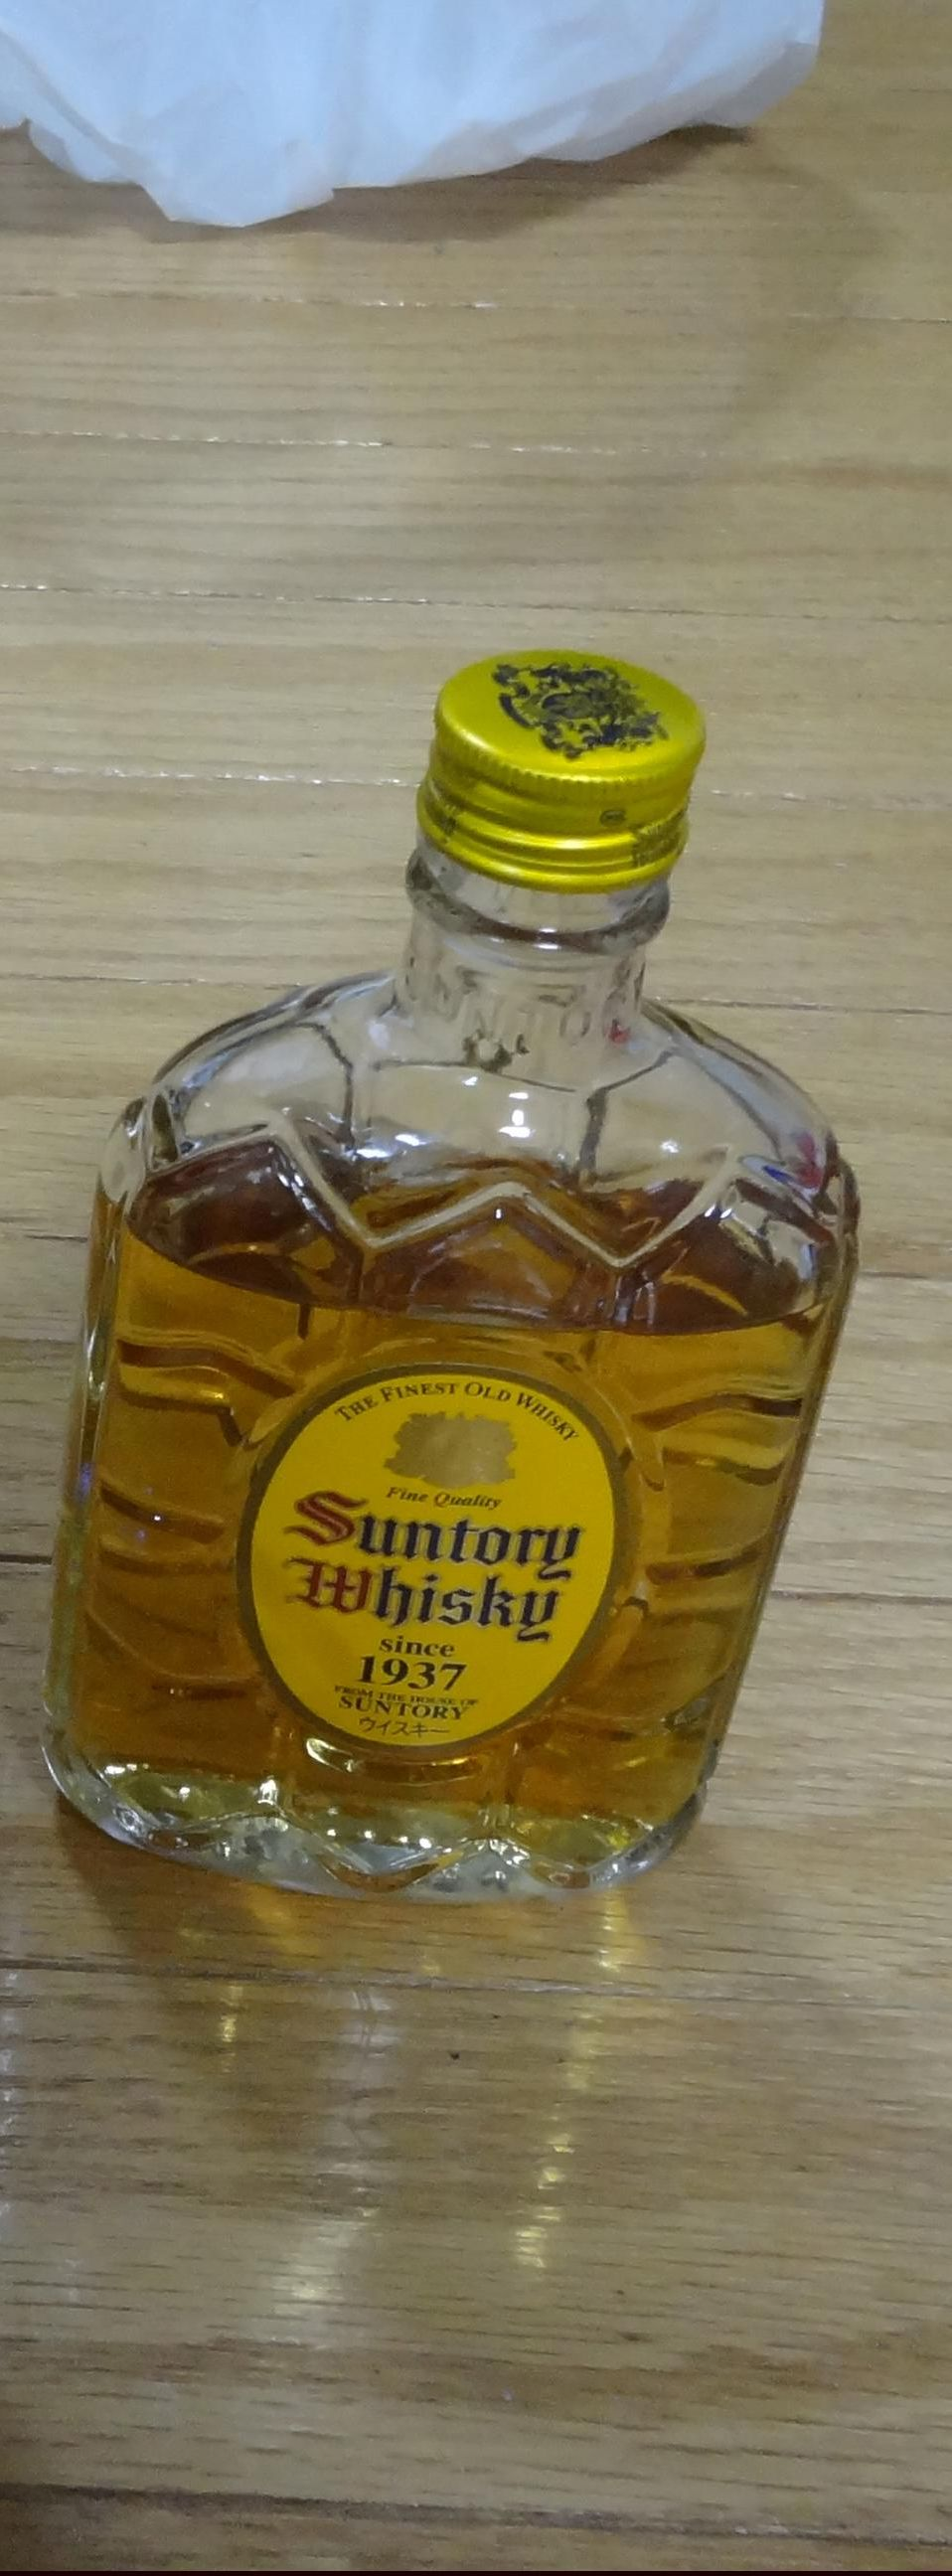 SUNTORY
THE FINEST OLD WHISKY
Fine Quality
Suntory
Whisky
since
1937
FROM THE HOUSE OF
SUNTORY
ウイスキー